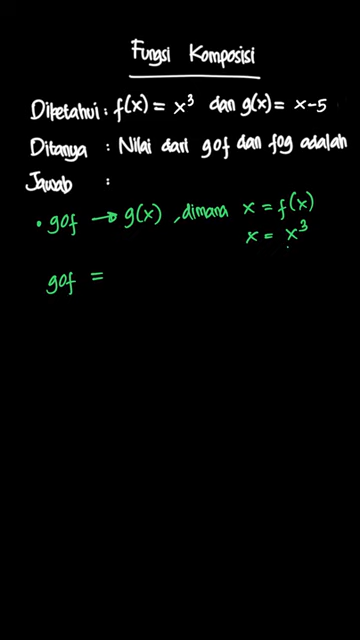 Fungsi Komposisi
Diketahui : f(x) = x³ dan g(x) = x-5
Ditanya : Nilai dari gof dan fog adalah
Jawab :
• gof → g(x) , dimana x = f(x)
x = x³
gof =